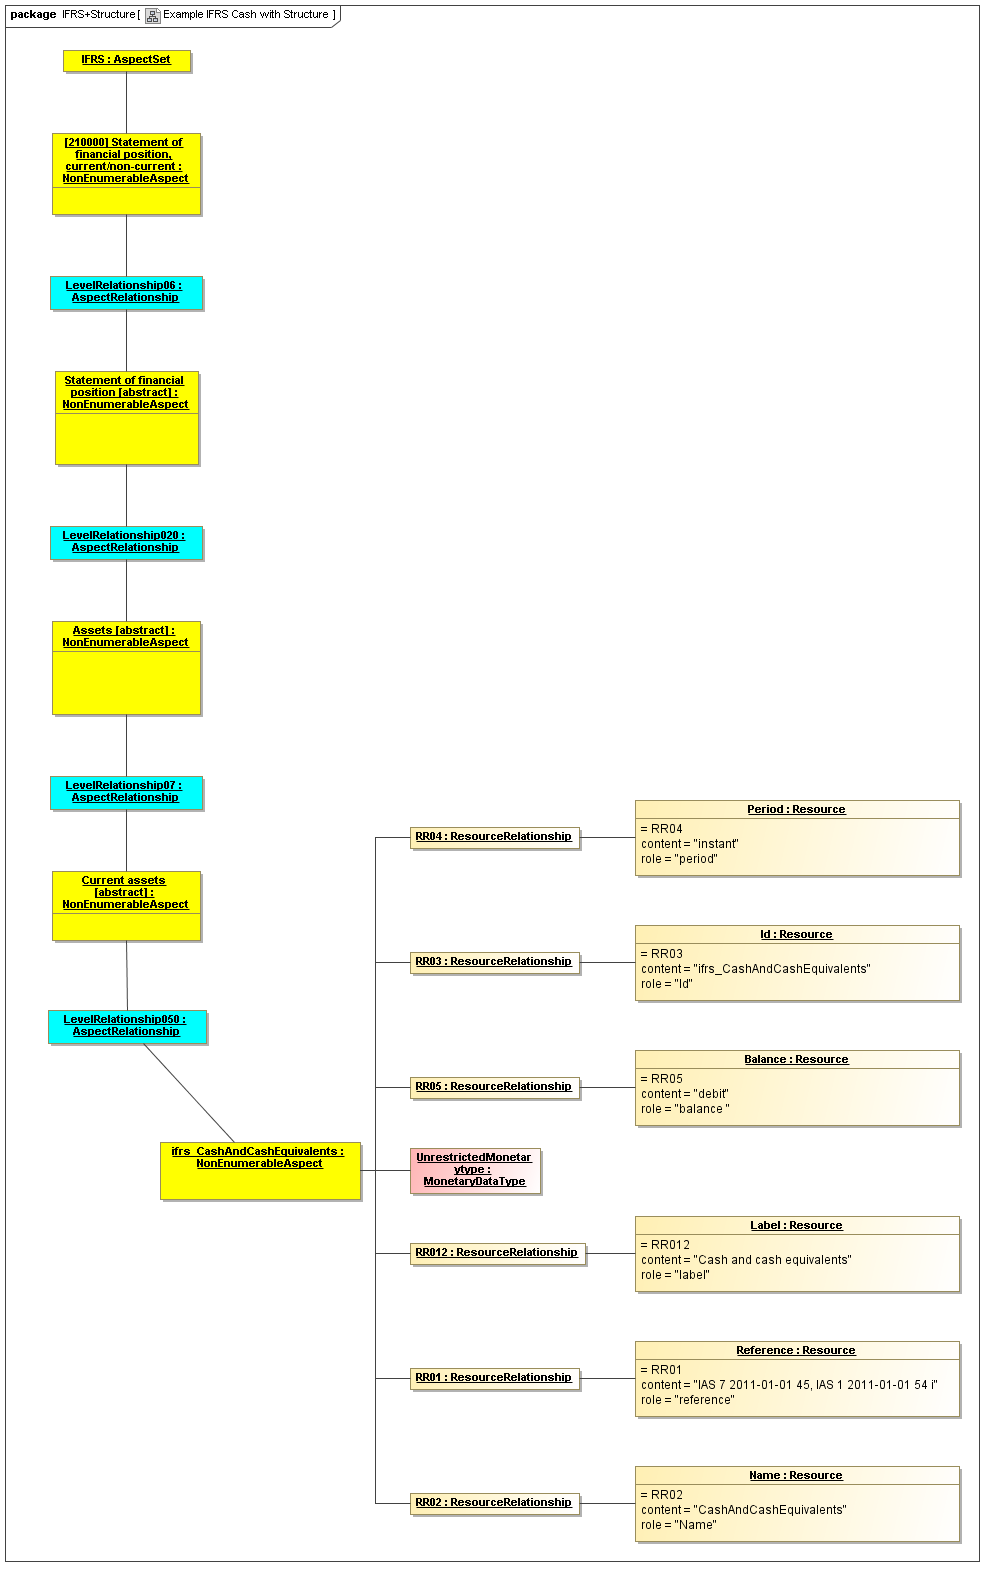 package IFRS+Structure [ Example IFRS Cash with Structure ]
IFRS : AspectSet
[210000] Statement of
financial position,
current/non-current :
NonEnumerableAspect
LevelRelationship06 :
AspectRelationship
Statement of financial
position [abstract] :
NonEnumerableAspect
LevelRelationship020 :
AspectRelationship
Assets [abstract] :
NonEnumerableAspect
LevelRelationship07 :
AspectRelationship
Current assets
[abstract] :
NonEnumerableAspect
LevelRelationship050 :
AspectRelationship
ifrs_CashAndCashEquivalents :
NonEnumerableAspect
RR04 : ResourceRelationship
Period : Resource
= RR04
content = "instant"
role = "period"
RR03 : ResourceRelationship
Id : Resource
= RR03
content = "ifrs_CashAndCashEquivalents"
role = "Id"
RR05 : ResourceRelationship
Balance : Resource
= RR05
content = "debit"
role = "balance "
UnrestrictedMonetar
ytype :
MonetaryDataType
RR012 : ResourceRelationship
Label : Resource
= RR012
content = "Cash and cash equivalents"
role = "label"
RR01 : ResourceRelationship
Reference : Resource
= RR01
content = "IAS 7 2011-01-01 45, IAS 1 2011-01-01 54 i"
role = "reference"
RR02 : ResourceRelationship
Name : Resource
= RR02
content = "CashAndCashEquivalents"
role = "Name"